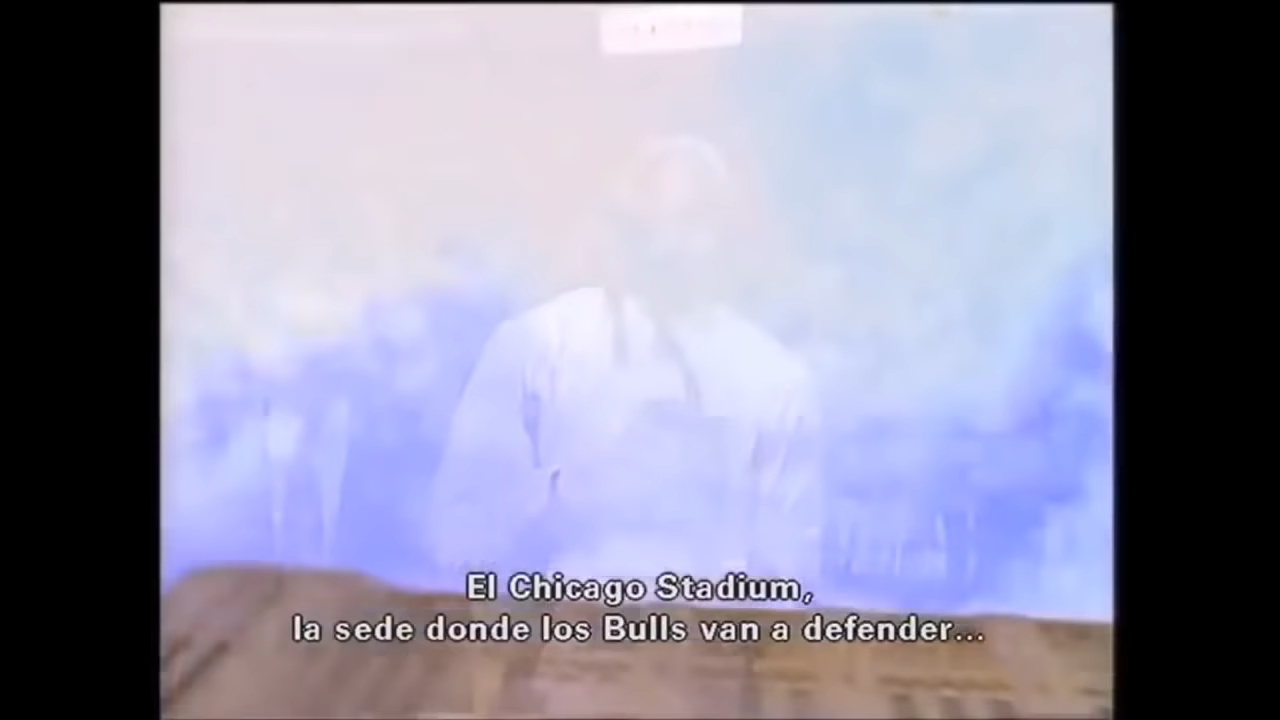 El Chicago Stadium,
la sede donde los Bulls van a defender...